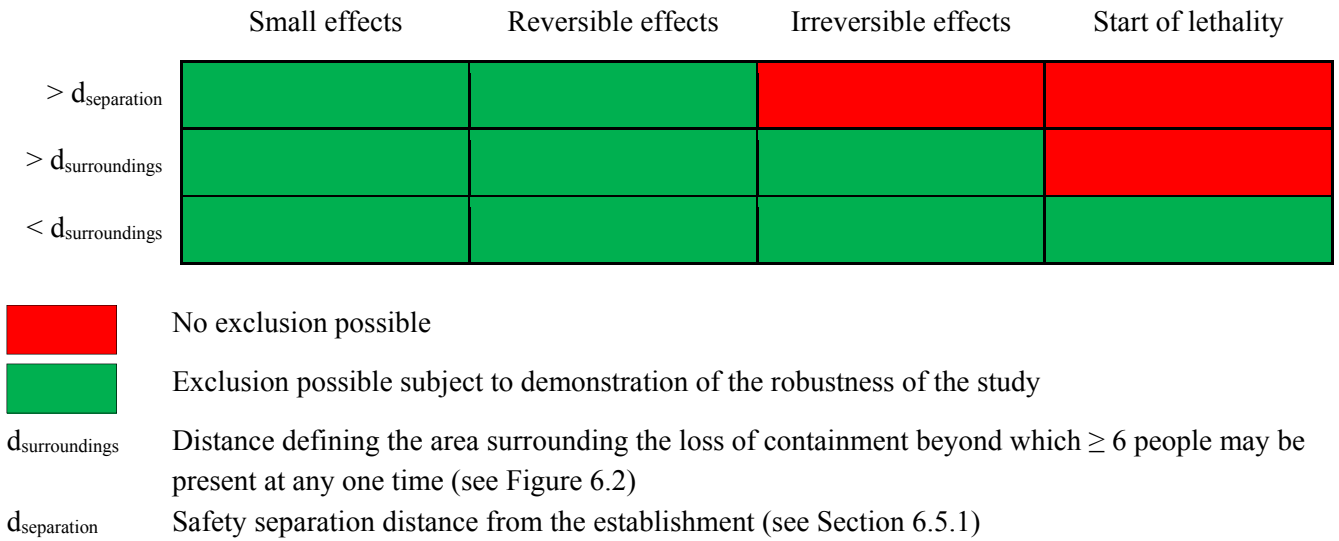 Small effects Reversible effects Irreversible effects Start of lethality
> dseparation
> dsurroundings
< dsurroundings
No exclusion possible
Exclusion possible subject to demonstration of the robustness of the study
dsurroundings Distance defining the area surrounding the loss of containment beyond which ≥ 6 people may be
present at any one time (see Figure 6.2)
dseparation Safety separation distance from the establishment (see Section 6.5.1)